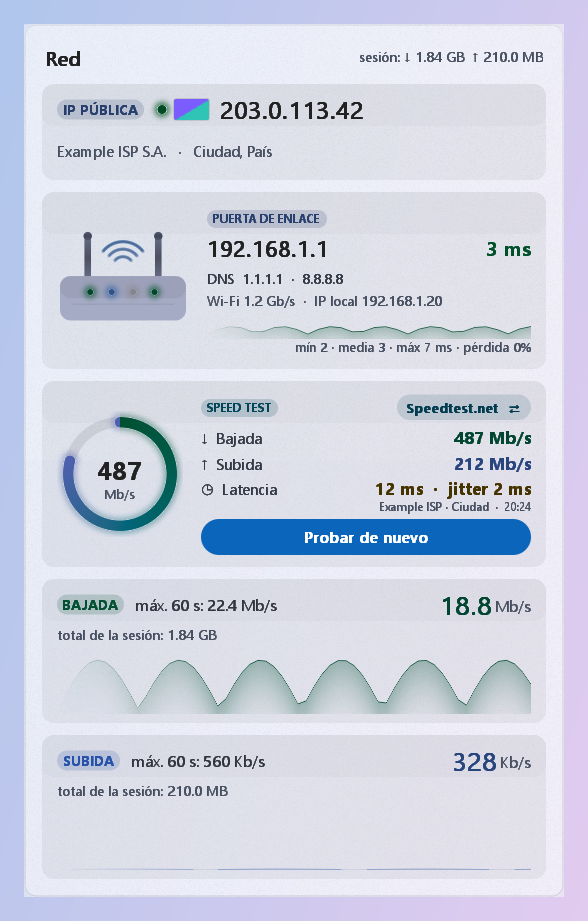 Red
sesión: ↓ 1.84 GB ↑ 210.0 MB
IP PÚBLICA 203.0.113.42
Example ISP S.A. · Ciudad, País
PUERTA DE ENLACE
192.168.1.1 3 ms
DNS 1.1.1.1 · 8.8.8.8
Wi-Fi 1.2 Gb/s · IP local 192.168.1.20
mín 2 · media 3 · máx 7 ms · pérdida 0%
SPEED TEST Speedtest.net ⇄
487
Mb/s
↓ Bajada 487 Mb/s
↑ Subida 212 Mb/s
Latencia 12 ms · jitter 2 ms
Example ISP · Ciudad · 20:24
Probar de nuevo
BAJADA máx. 60 s: 22.4 Mb/s 18.8 Mb/s
total de la sesión: 1.84 GB
SUBIDA máx. 60 s: 560 Kb/s 328 Kb/s
total de la sesión: 210.0 MB